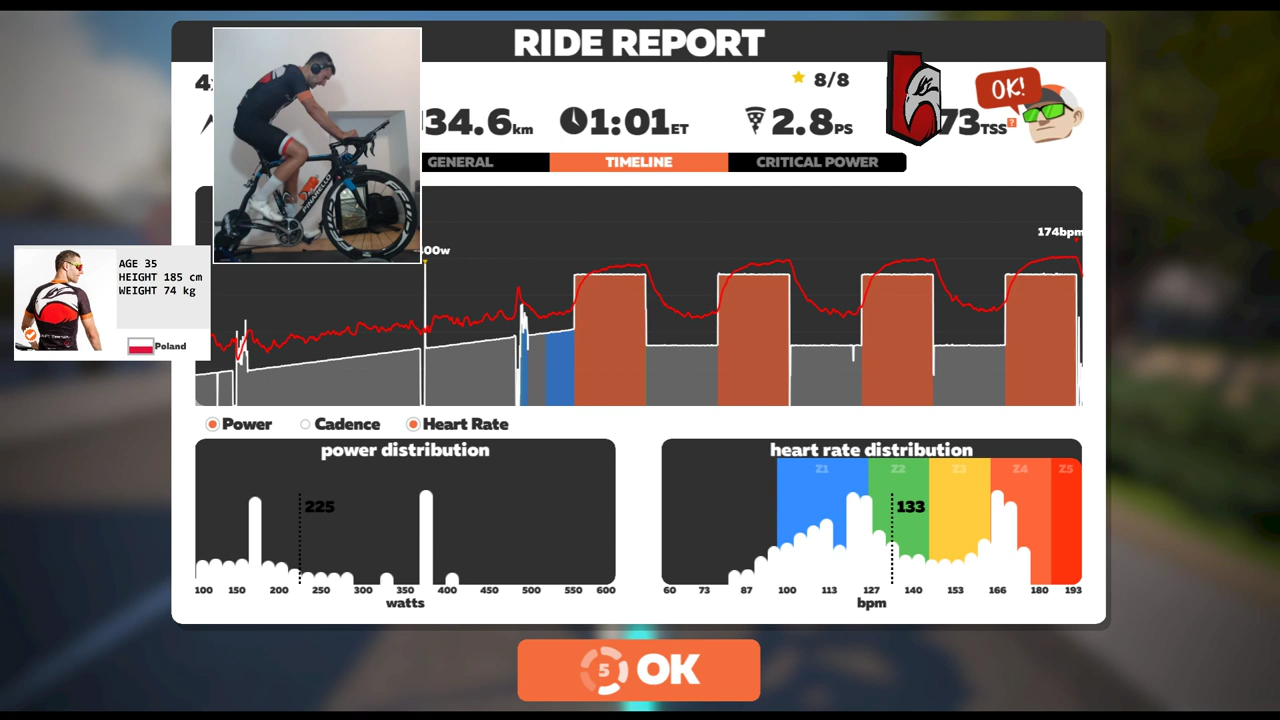 RIDE REPORT
4
8/8
OK!
34.6km
1:01ET
2.8PS
73TSS
?
GENERAL
TIMELINE
CRITICAL POWER
PINARELLO
174bpm
00w
AGE 35
HEIGHT 185 cm
WEIGHT 74 kg
Poland
Power
Cadence
Heart Rate
power distribution
225
100 150 200 250 300 350 400 450 500 550 600
watts
heart rate distribution
Z1 Z2 Z3 Z4 Z5
133
60 73 87 100 113 127 140 153 166 180 193
bpm
5 OK